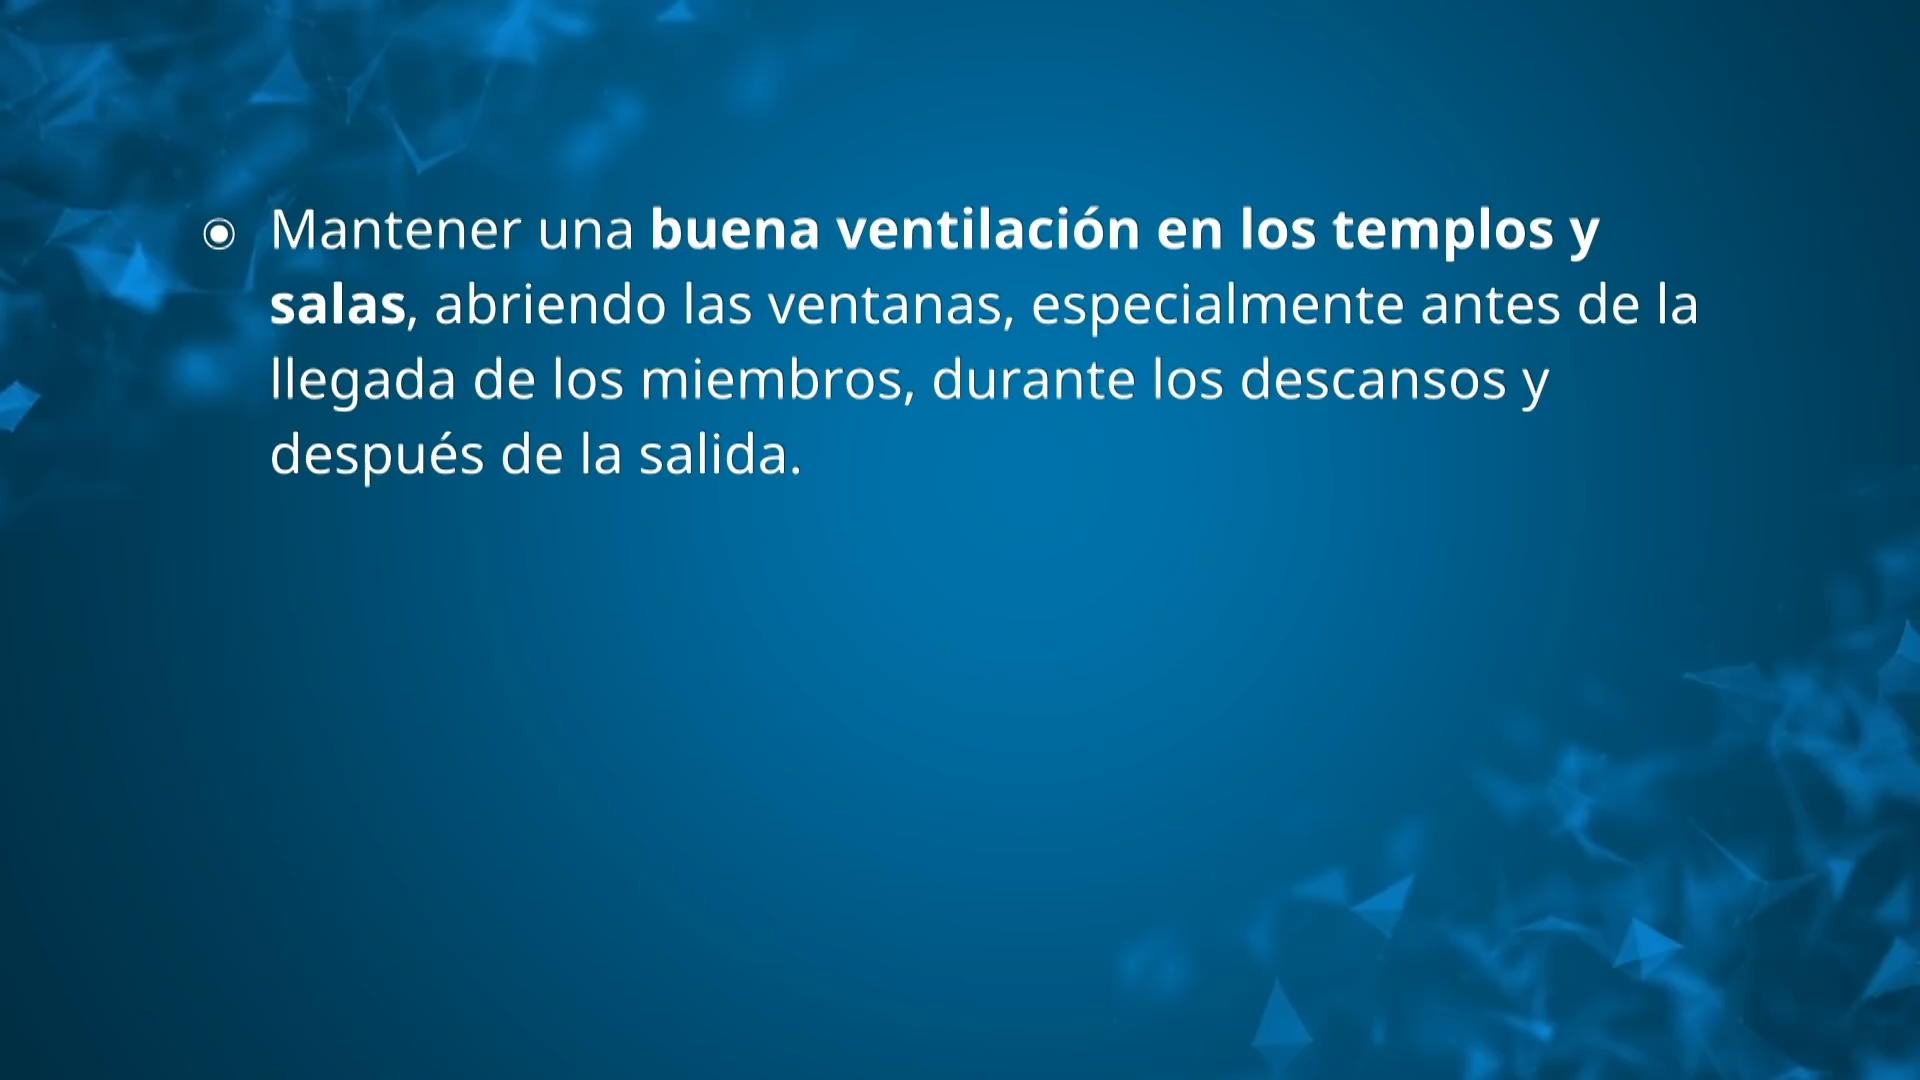 Mantener una buena ventilación en los templos y
salas, abriendo las ventanas, especialmente antes de la
llegada de los miembros, durante los descansos y
después de la salida.